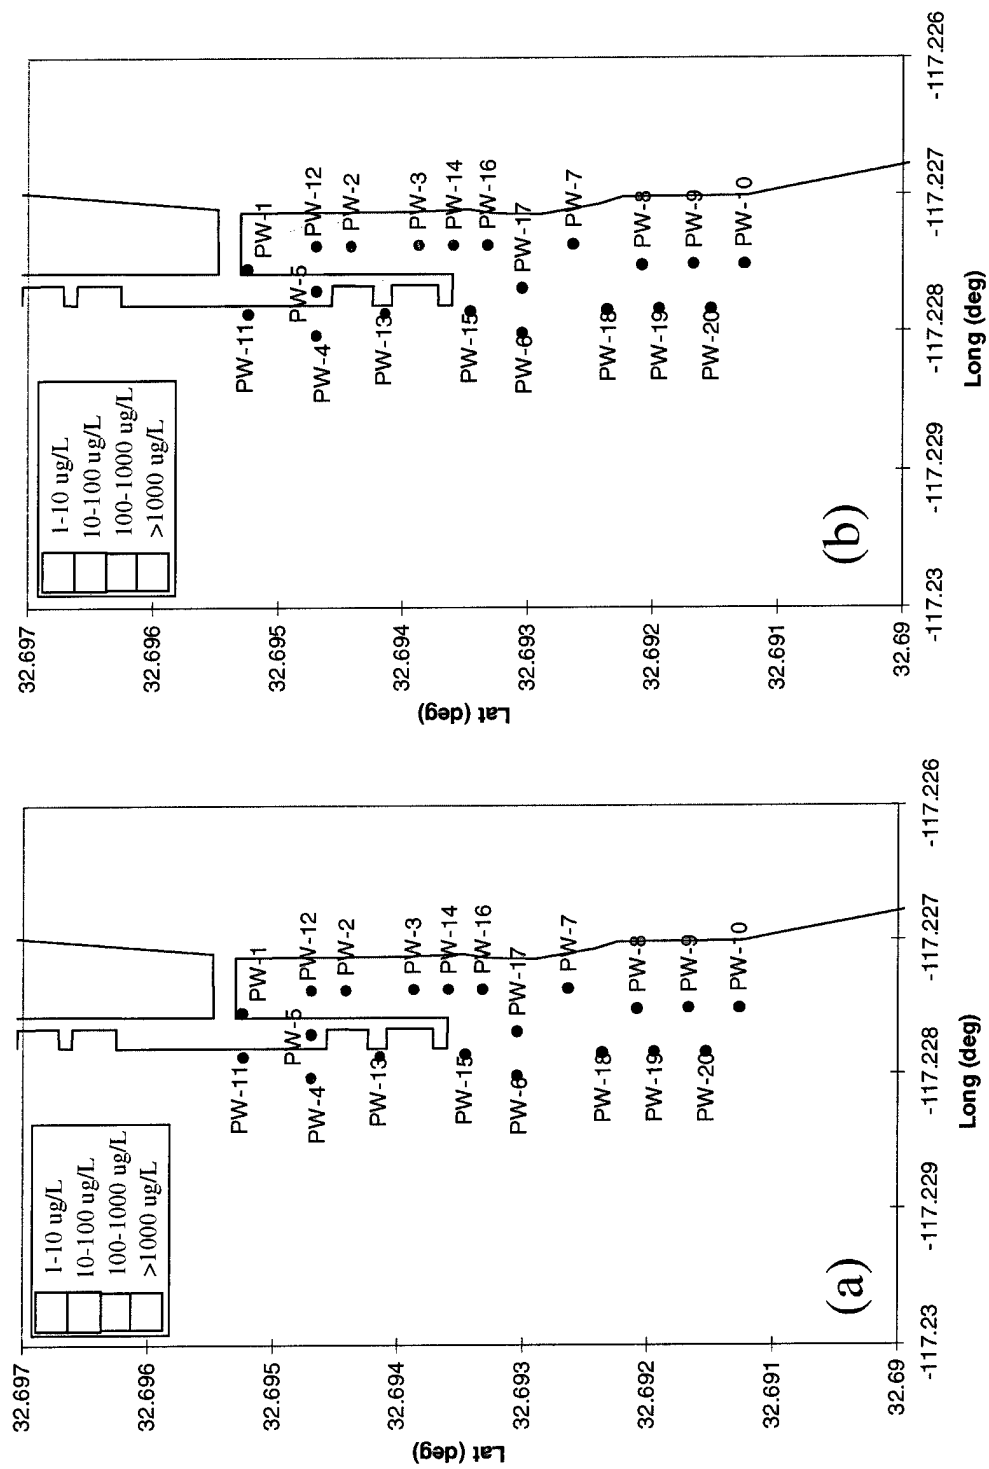 1-10 ug/L
10-100 ug/L
100-1000 ug/L
>1000 ug/L
32.697
32.696
32.695
32.694
32.693
32.692
32.691
32.69
Lat (deg)
PW-1
PW-11
PW-12
PW-5
PW-4
PW-2
PW-13
PW-3
PW-14
PW-15
PW-16
PW-17
PW-6
PW-7
PW-18
PW-8
PW-19
PW-9
PW-20
PW-10
(a)
-117.23
-117.229
-117.228
-117.227
-117.226
Long (deg)
1-10 ug/L
10-100 ug/L
100-1000 ug/L
>1000 ug/L
32.697
32.696
32.695
32.694
32.693
32.692
32.691
32.69
Lat (deg)
PW-1
PW-11
PW-12
PW-5
PW-4
PW-2
PW-13
PW-3
PW-14
PW-15
PW-16
PW-17
PW-6
PW-7
PW-18
PW-8
PW-19
PW-9
PW-20
PW-10
(b)
-117.23
-117.229
-117.228
-117.227
-117.226
Long (deg)